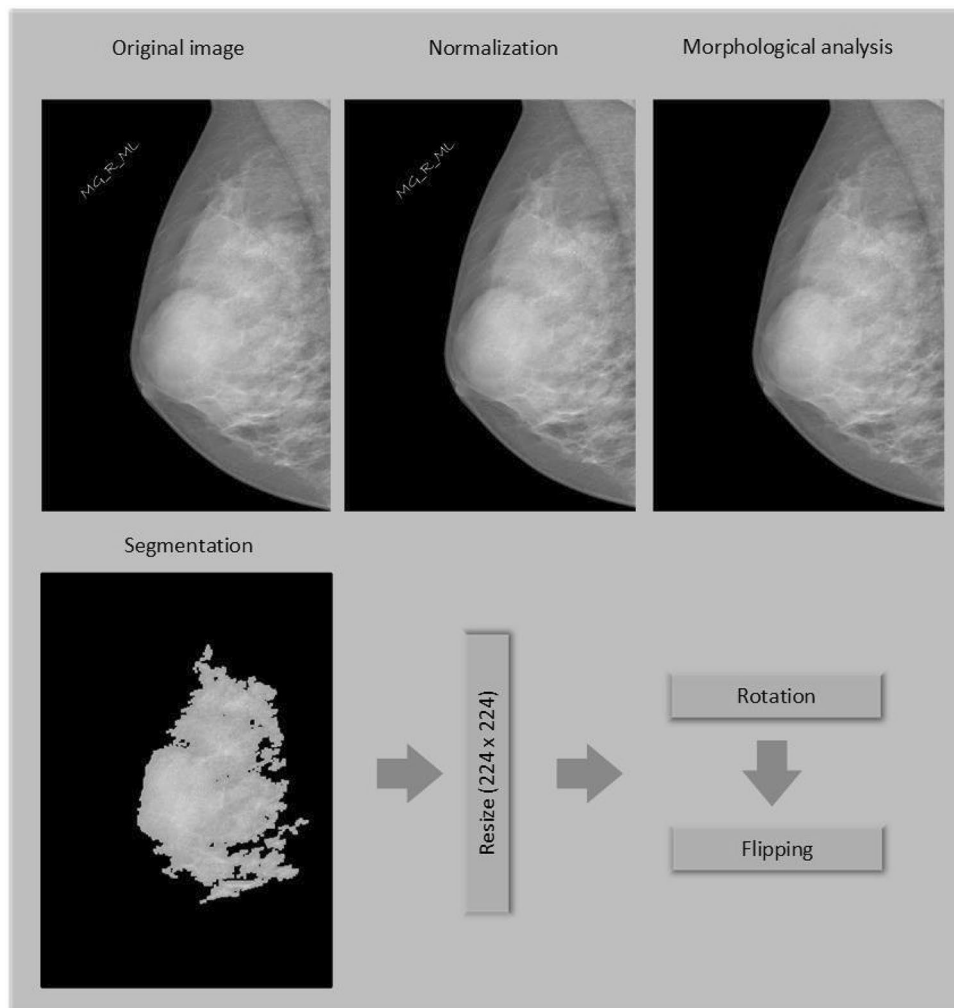 Original image
Normalization
Morphological analysis
MG_R_ML
MG_R_ML
Segmentation
Resize (224 x 224)
Rotation
Flipping